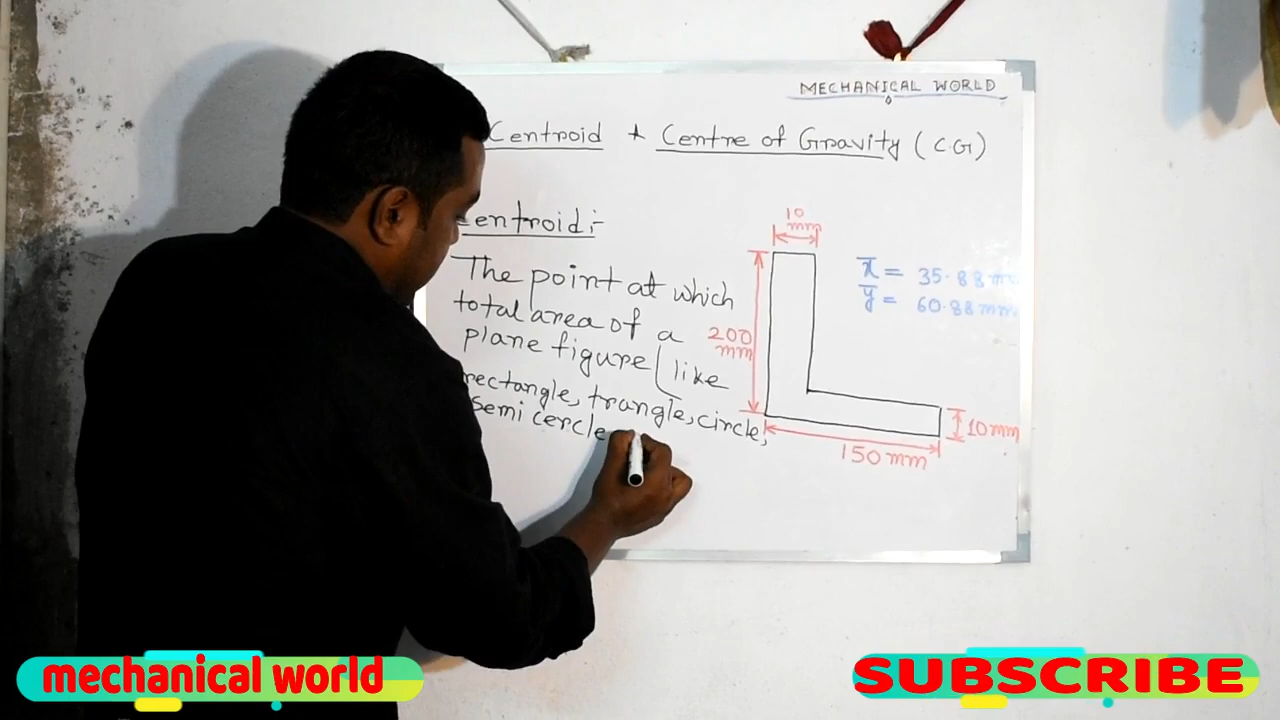 MECHANICAL WORLD
Centroid * Centre of Gravity (C.G)
entroid:-
The point at which
total area of a
plane figure (like
rectangle, trangle, circle,
semi cercle
10
mm
200
mm
150 mm
10 mm
x̅ = 35.88 m
y̅ = 60.88 mm
mechanical world
SUBSCRIBE